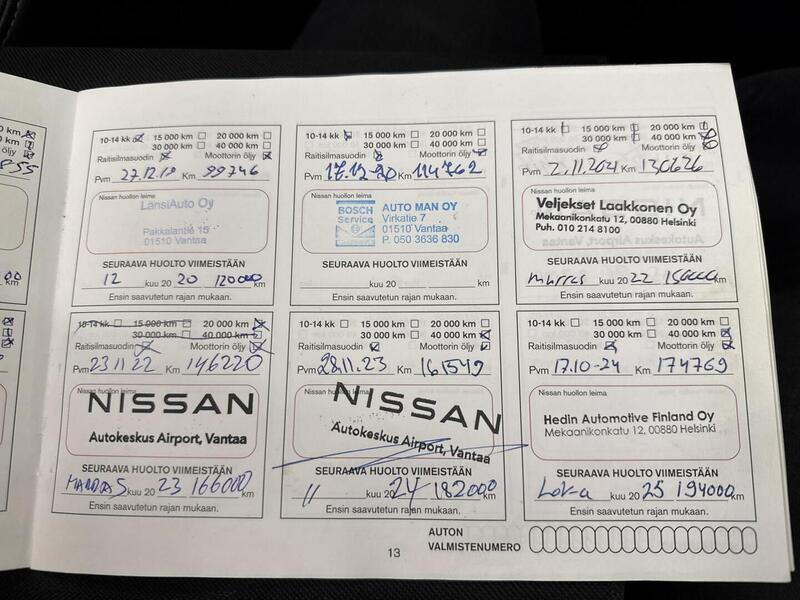 10-14 kk 15 000 km 20 000 km
30 000 km 40 000 km
Raitisilmasuodin Moottorin öljy
Pvm 27.12.19 Km 99746
Nissan huollon leima
LänsiAuto Oy
Pakkalantie 15
01510 Vantaa
SEURAAVA HUOLTO VIIMEISTÄÄN
12 kuu 20 20 120000 km
Ensin saavutetun rajan mukaan.
10-14 kk 15 000 km 20 000 km
30 000 km 40 000 km
Raitisilmasuodin Moottorin öljy
Pvm 17.12.20 Km 114762
Nissan huollon leima
BOSCH
Service
AUTO MAN OY
Virkatie 7
01510 Vantaa
P. 050 3636 830
SEURAAVA HUOLTO VIIMEISTÄÄN
kuu 20 km
Ensin saavutetun rajan mukaan.
10-14 kk 15 000 km 20 000 km
30 000 km 40 000 km
Raitisilmasuodin Moottorin öljy
Pvm 2.11.2021 Km 130626
Nissan huollon leima
Veljekset Laakkonen Oy
Mekaanikonkatu 12, 00880 Helsinki
Puh. 010 214 8100
SEURAAVA HUOLTO VIIMEISTÄÄN
marras kuu 20 22 150000 km
Ensin saavutetun rajan mukaan.
10-14 kk 15 000 km 20 000 km
30 000 km 40 000 km
Raitisilmasuodin Moottorin öljy
Pvm 23 11 22 Km 146220
Nissan huollon leima
NISSAN
Autokeskus Airport, Vantaa
SEURAAVA HUOLTO VIIMEISTÄÄN
MARRAS kuu 20 23 166000 km
Ensin saavutetun rajan mukaan.
10-14 kk 15 000 km 20 000 km
30 000 km 40 000 km
Raitisilmasuodin Moottorin öljy
Pvm 28.11.23 Km 161549
Nissan huollon leima
NISSAN
Autokeskus Airport, Vantaa
SEURAAVA HUOLTO VIIMEISTÄÄN
11 kuu 20 24 182000 km
Ensin saavutetun rajan mukaan.
10-14 kk 15 000 km 20 000 km
30 000 km 40 000 km
Raitisilmasuodin Moottorin öljy
Pvm 17.10-24 Km 174769
Nissan huollon leima
Hedin Automotive Finland Oy
Mekaanikonkatu 12, 00880 Helsinki
SEURAAVA HUOLTO VIIMEISTÄÄN
Loka kuu 20 25 194000 km
Ensin saavutetun rajan mukaan.
AUTON
VALMISTENUMERO
13